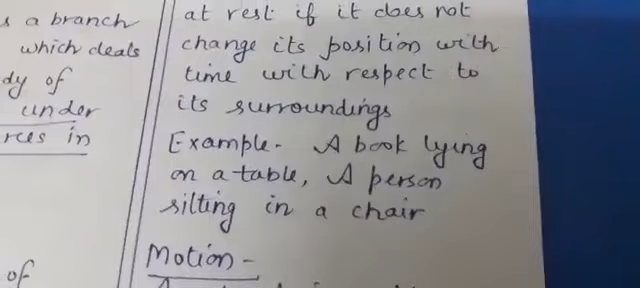 s a branch
which deals
dy of
under
rces in
of
at rest if it does not
change its position with
time with respect to
its surroundings
Example - A book lying
on a table, A person
silting in a chair
Motion -